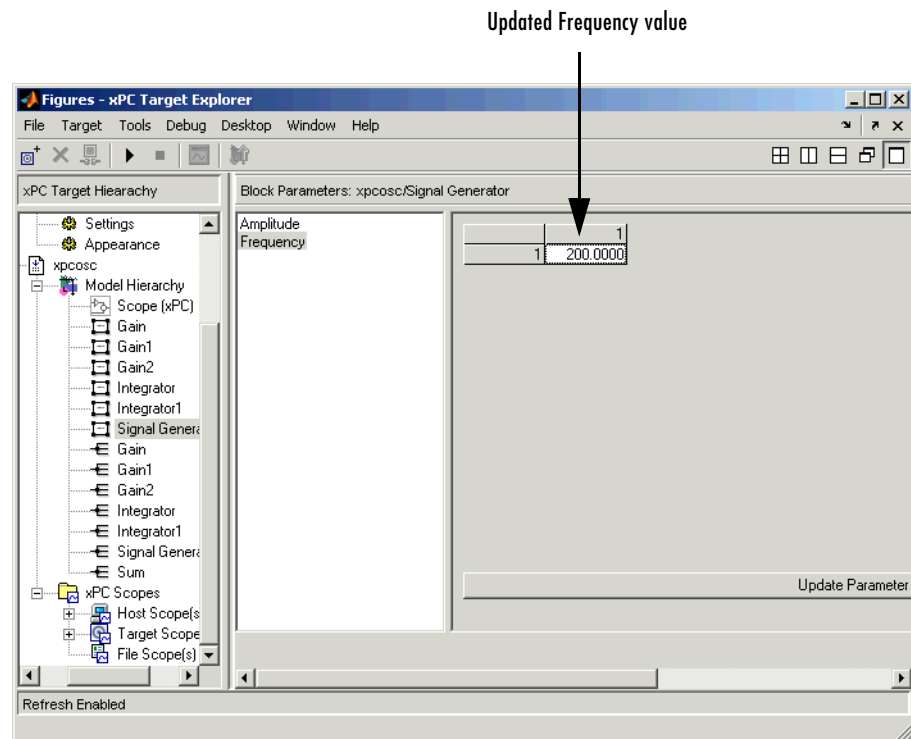 Updated Frequency value
Figures - xPC Target Explorer
File Target Tools Debug Desktop Window Help
xPC Target Hiearachy
Block Parameters: xpcosc/Signal Generator
Settings
Appearance
xpcosc
Model Hierarchy
Scope (xPC)
Gain
Gain1
Gain2
Integrator
Integrator1
Signal Genera
Gain
Gain1
Gain2
Integrator
Integrator1
Signal Genera
Sum
xPC Scopes
Host Scope(s
Target Scope
File Scope(s)
Amplitude
Frequency
1
1 200.0000
Update Parameter
Refresh Enabled